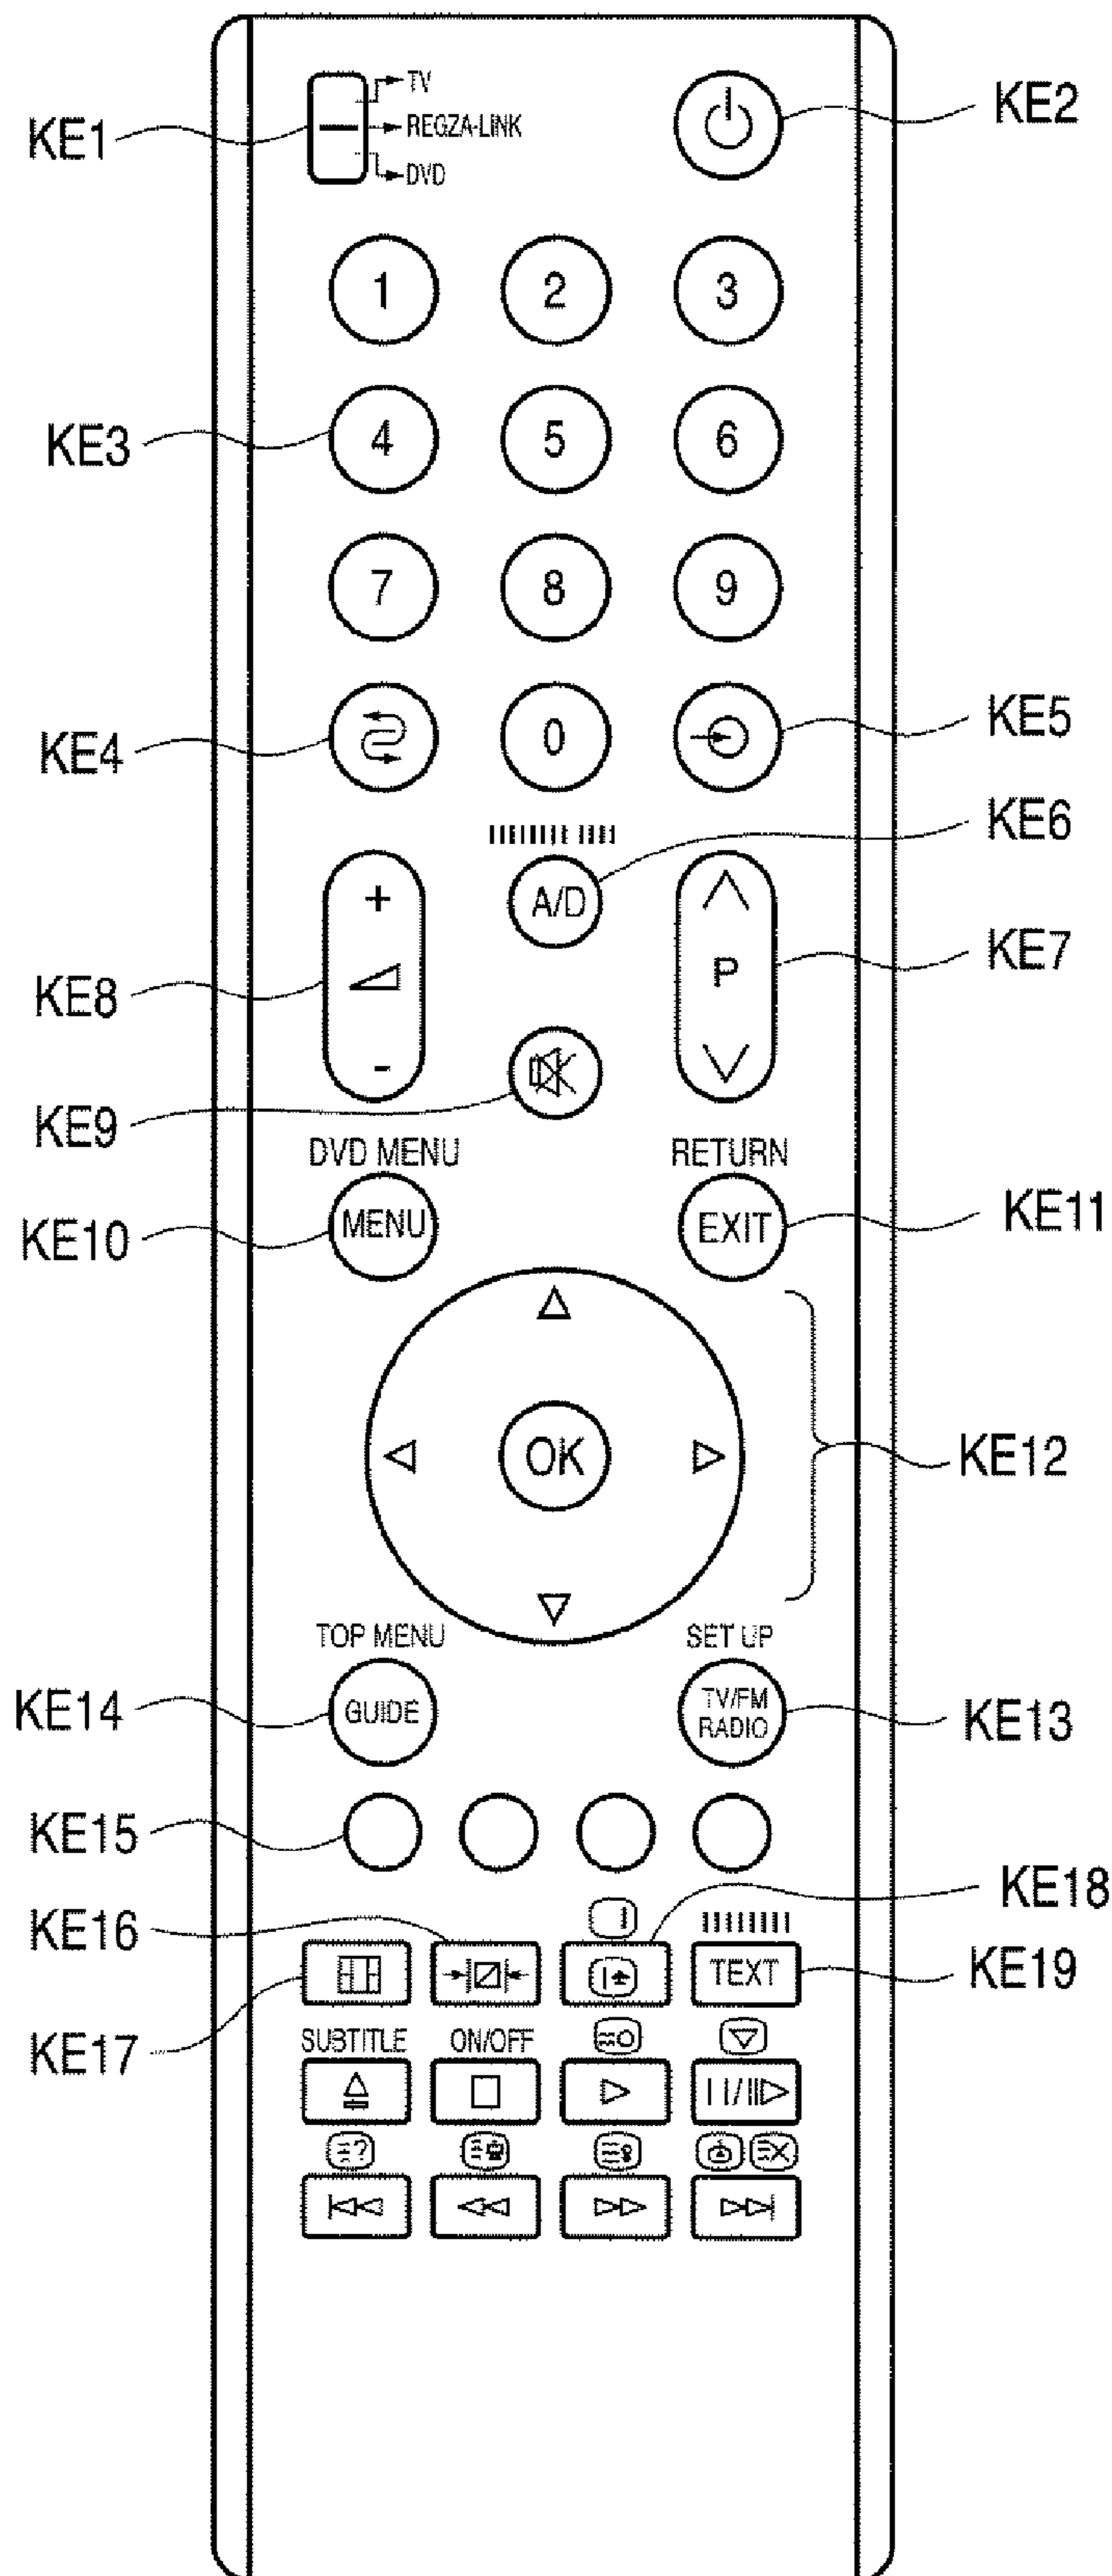 TV
KE1 REGZA-LINK KE2
DVD
1 2 3
KE3 4 5 6
7 8 9
KE4 0 KE5
KE6
+ A/D
KE8 P KE7
-
KE9
DVD MENU RETURN
KE10 MENU EXIT KE11
OK KE12
TOP MENU SET UP
KE14 GUIDE TV/FM
RADIO KE13
KE15
KE18
KE16
TEXT KE19
KE17 SUBTITLE ON/OFF